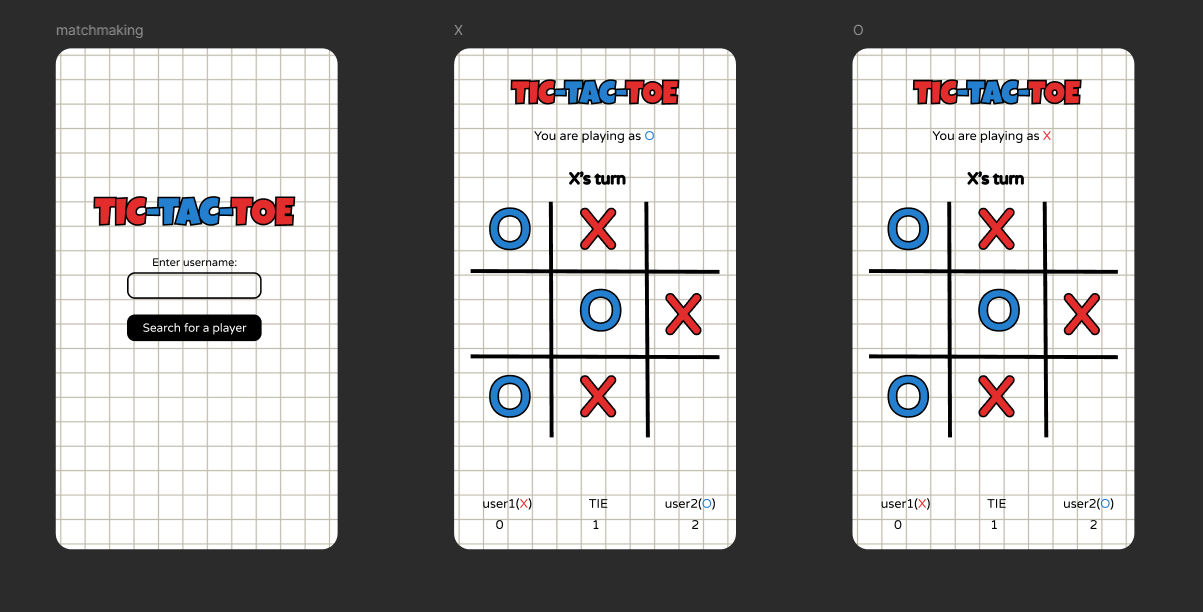 matchmaking
TIC-TAC-TOE
Enter username:
Search for a player
X
TIC-TAC-TOE
You are playing as O
X's turn
O X
O X
O X
user1(X) TIE user2(O)
0 1 2
O
TIC-TAC-TOE
You are playing as X
X's turn
O X
O X
O X
user1(X) TIE user2(O)
0 1 2